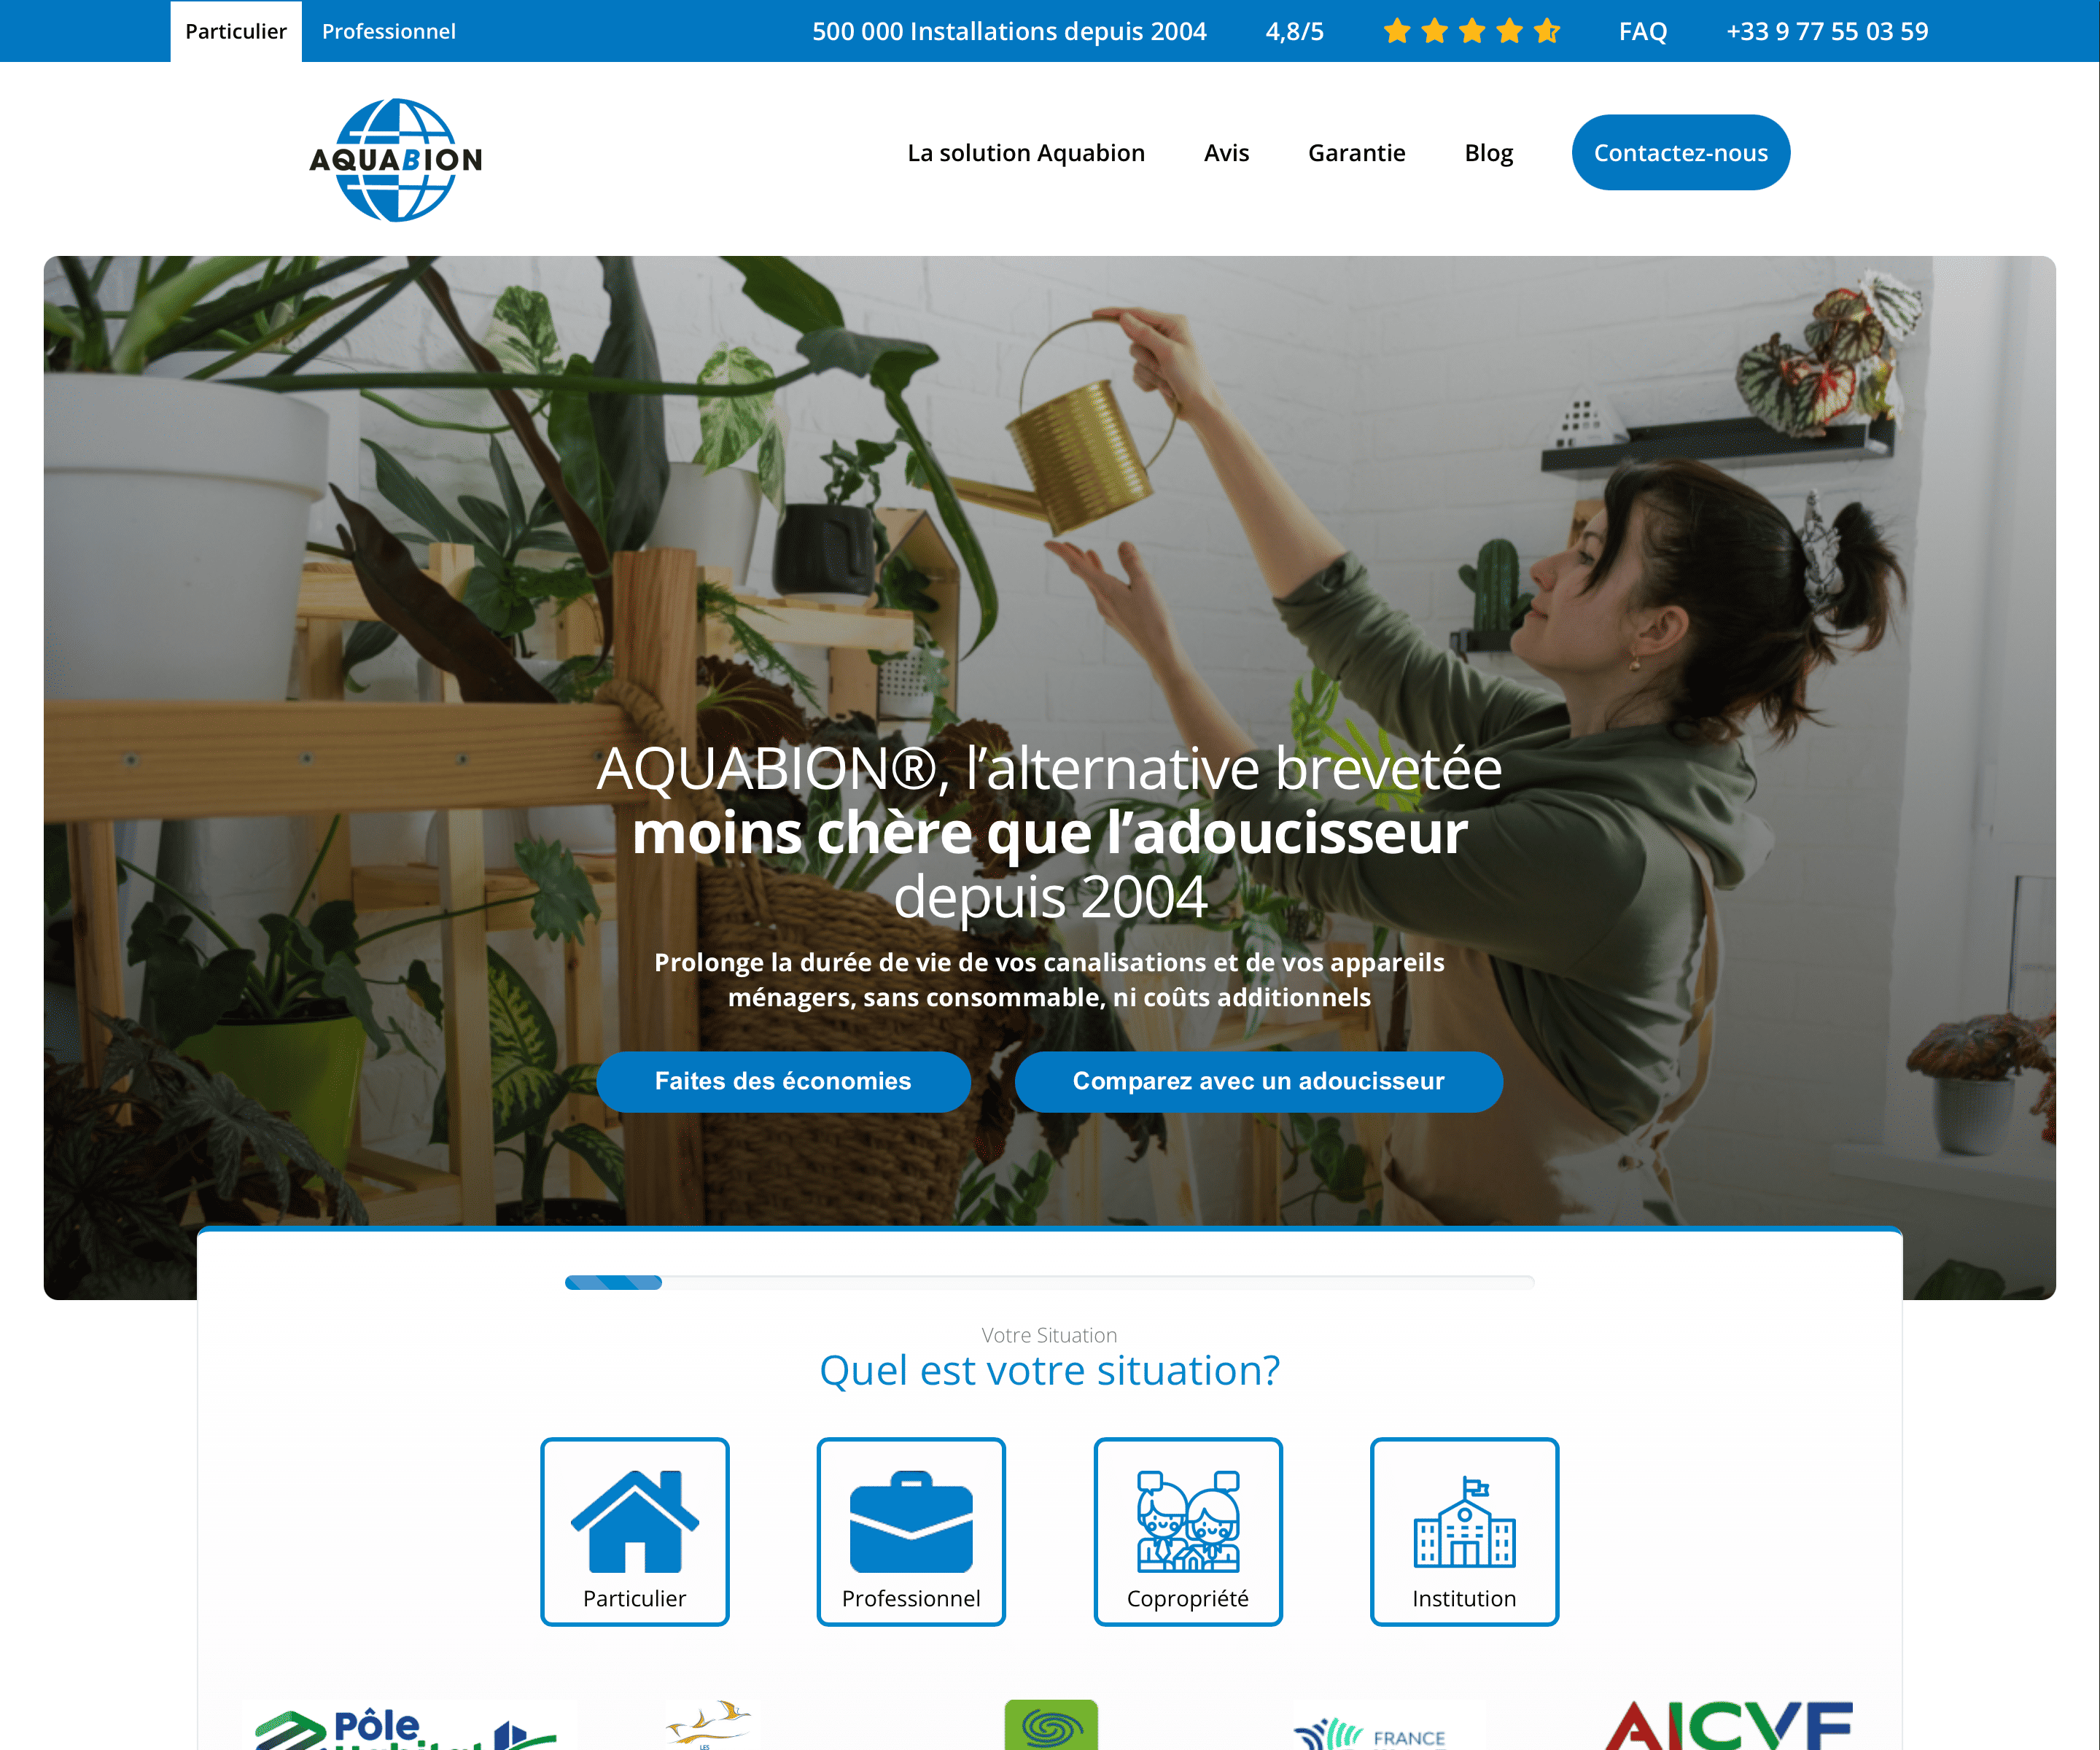 Particulier
Professionnel
500 000 Installations depuis 2004
4,8/5
FAQ
+33 9 77 55 03 59
AQUABION
La solution Aquabion
Avis
Garantie
Blog
Contactez-nous
AQUABION®, l’alternative brevetée
moins chère que l’adoucisseur
depuis 2004
Prolonge la durée de vie de vos canalisations et de vos appareils
ménagers, sans consommable, ni coûts additionnels
Faites des économies
Comparez avec un adoucisseur
Votre Situation
Quel est votre situation?
Particulier
Professionnel
Copropriété
Institution
Pôle
LES
FRANCE
AICVF